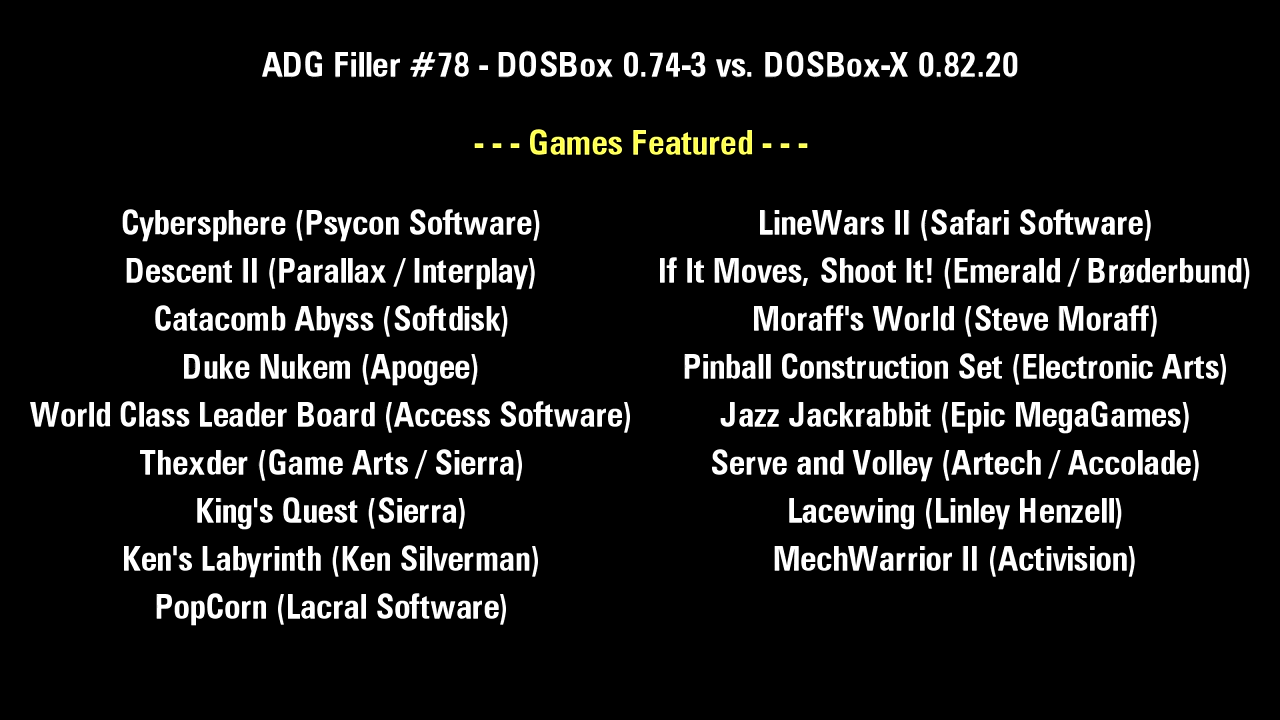 ADG Filler #78 - DOSBox 0.74-3 vs. DOSBox-X 0.82.20
- - - Games Featured - - -
Cybersphere (Psycon Software)
Descent II (Parallax / Interplay)
Catacomb Abyss (Softdisk)
Duke Nukem (Apogee)
World Class Leader Board (Access Software)
Thexder (Game Arts / Sierra)
King's Quest (Sierra)
Ken's Labyrinth (Ken Silverman)
PopCorn (Lacral Software)
LineWars II (Safari Software)
If It Moves, Shoot It! (Emerald / Brøderbund)
Moraff's World (Steve Moraff)
Pinball Construction Set (Electronic Arts)
Jazz Jackrabbit (Epic MegaGames)
Serve and Volley (Artech / Accolade)
Lacewing (Linley Henzell)
MechWarrior II (Activision)